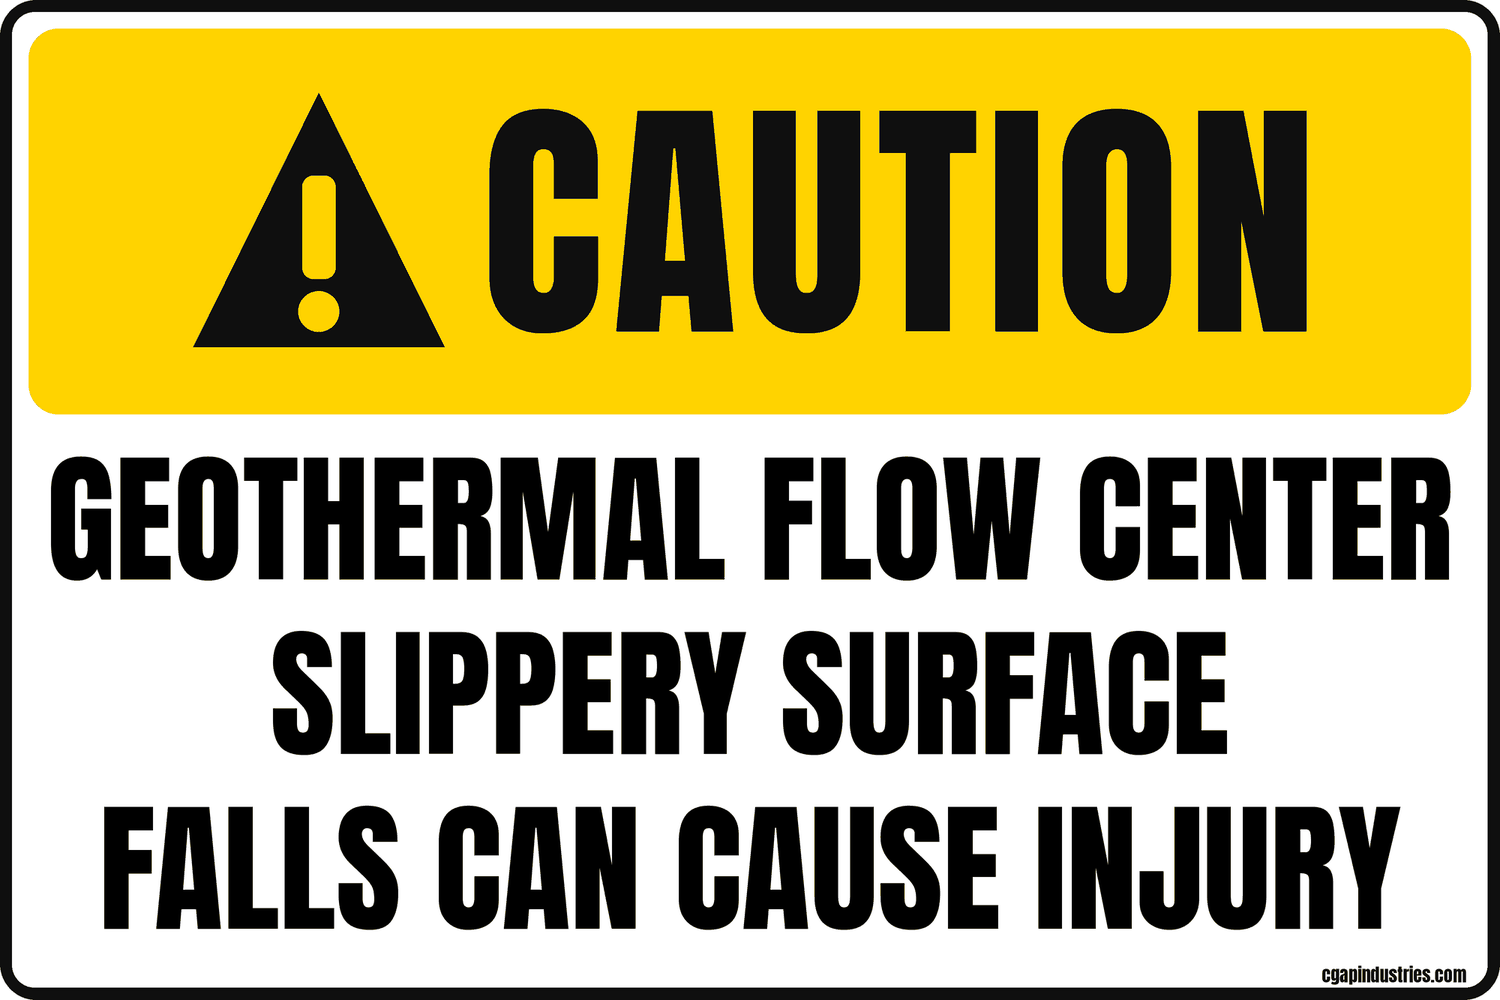 CAUTION
GEOTHERMAL FLOW CENTER
SLIPPERY SURFACE
FALLS CAN CAUSE INJURY
cgapindustries.com